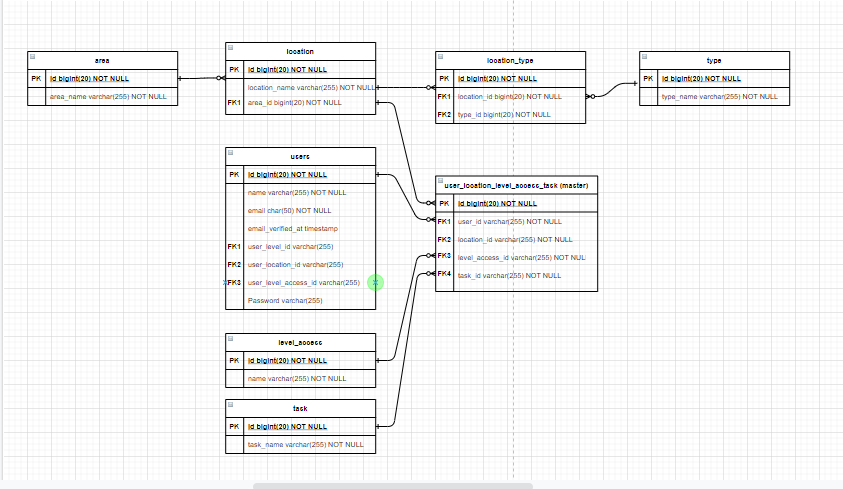 area
PK id bigint(20) NOT NULL
area_name varchar(255) NOT NULL
location
PK id bigint(20) NOT NULL
location_name varchar(255) NOT NULL
FK1 area_id bigint(20) NOT NULL
location_type
PK id bigint(20) NOT NULL
FK1 location_id bigint(20) NOT NULL
FK2 type_id bigint(20) NOT NULL
type
PK id bigint(20) NOT NULL
type_name varchar(255) NOT NULL
users
PK id bigint(20) NOT NULL
name varchar(255) NOT NULL
email char(50) NOT NULL
email_verified_at timestamp
FK1 user_level_id varchar(255)
FK2 user_location_id varchar(255)
FK3 user_level_access_id varchar(255)
Password varchar(255)
user_location_level_access_task (master)
PK id bigint(20) NOT NULL
FK1 user_id varchar(255) NOT NULL
FK2 location_id varchar(255) NOT NULL
FK3 level_access_id varchar(255) NOT NUL
FK4 task_id varchar(255) NOT NULL
level_access
PK id bigint(20) NOT NULL
name varchar(255) NOT NULL
task
PK id bigint(20) NOT NULL
task_name varchar(255) NOT NULL